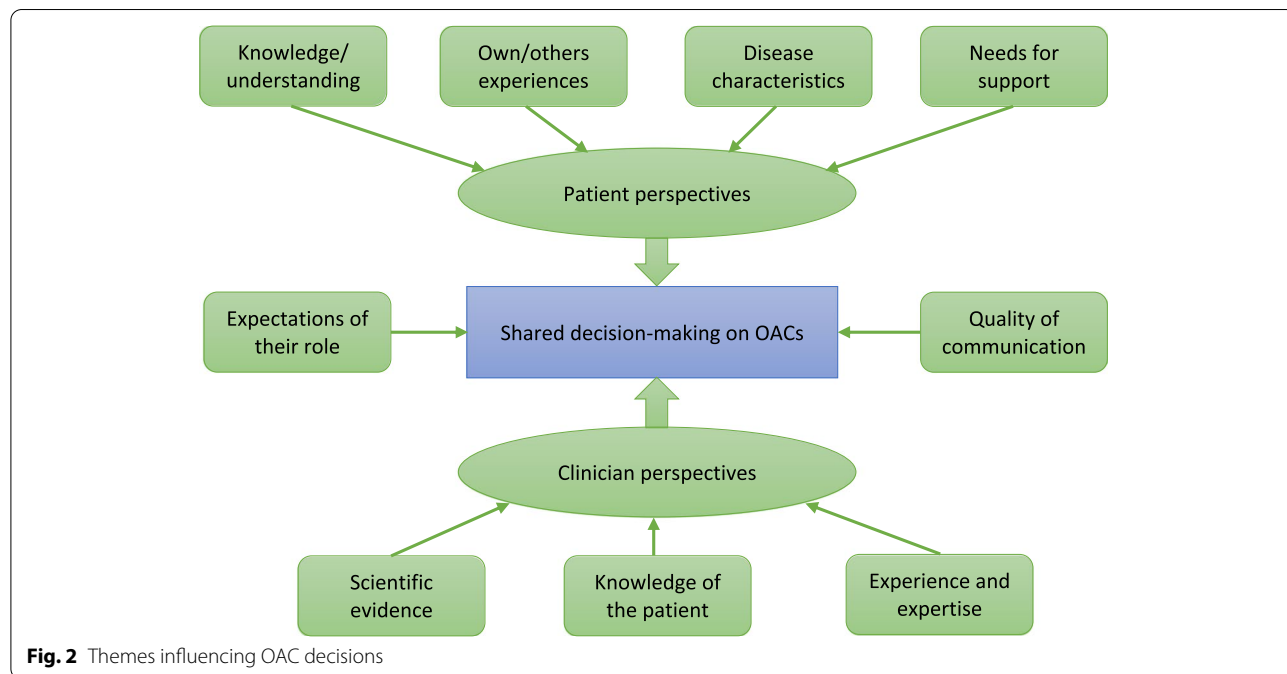 Knowledge/
understanding
Own/others
experiences
Disease
characteristics
Needs for
support
Patient perspectives
Expectations of
their role
Shared decision-making on OACs
Quality of
communication
Clinician perspectives
Scientific
evidence
Knowledge of
the patient
Experience and
expertise
Fig. 2 Themes influencing OAC decisions